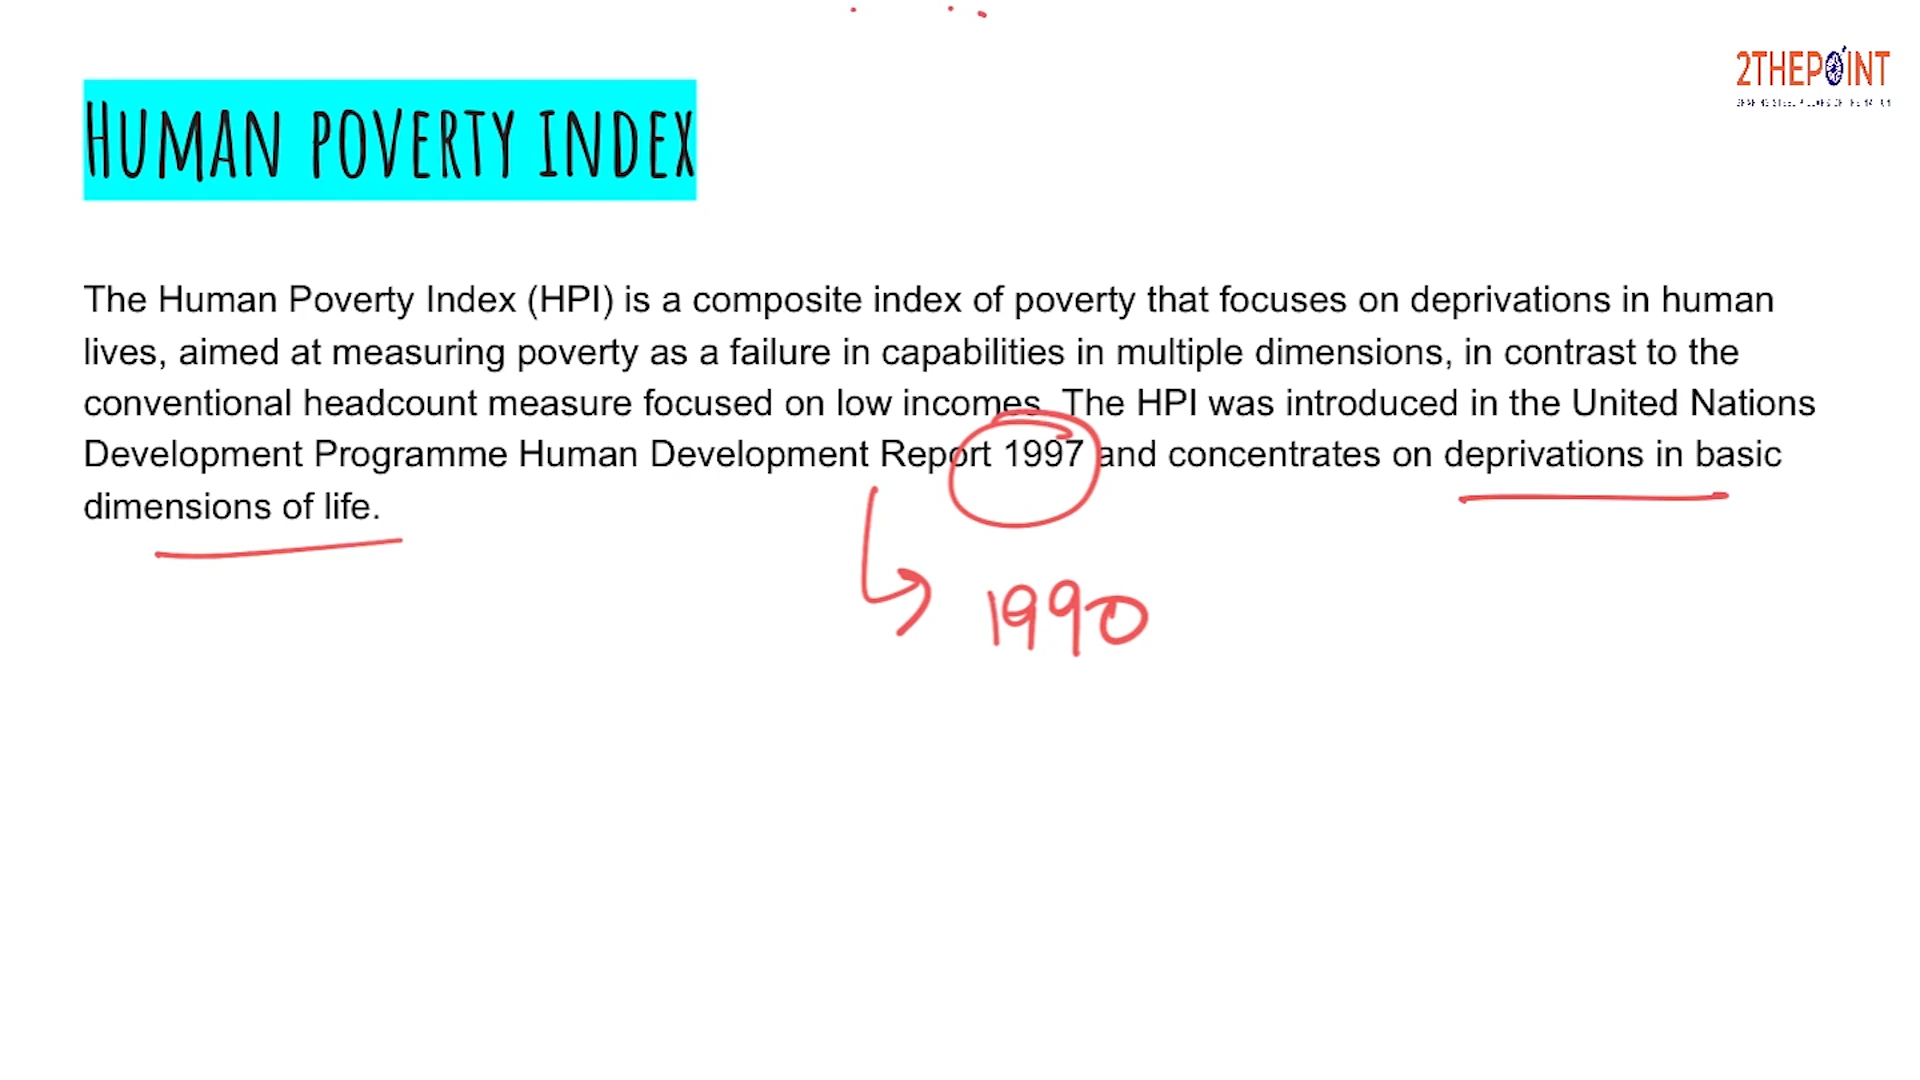 2THEPOINT
HUMAN POVERTY INDEX
The Human Poverty Index (HPI) is a composite index of poverty that focuses on deprivations in human
lives, aimed at measuring poverty as a failure in capabilities in multiple dimensions, in contrast to the
conventional headcount measure focused on low incomes. The HPI was introduced in the United Nations
Development Programme Human Development Report 1997 and concentrates on deprivations in basic
dimensions of life.
1990